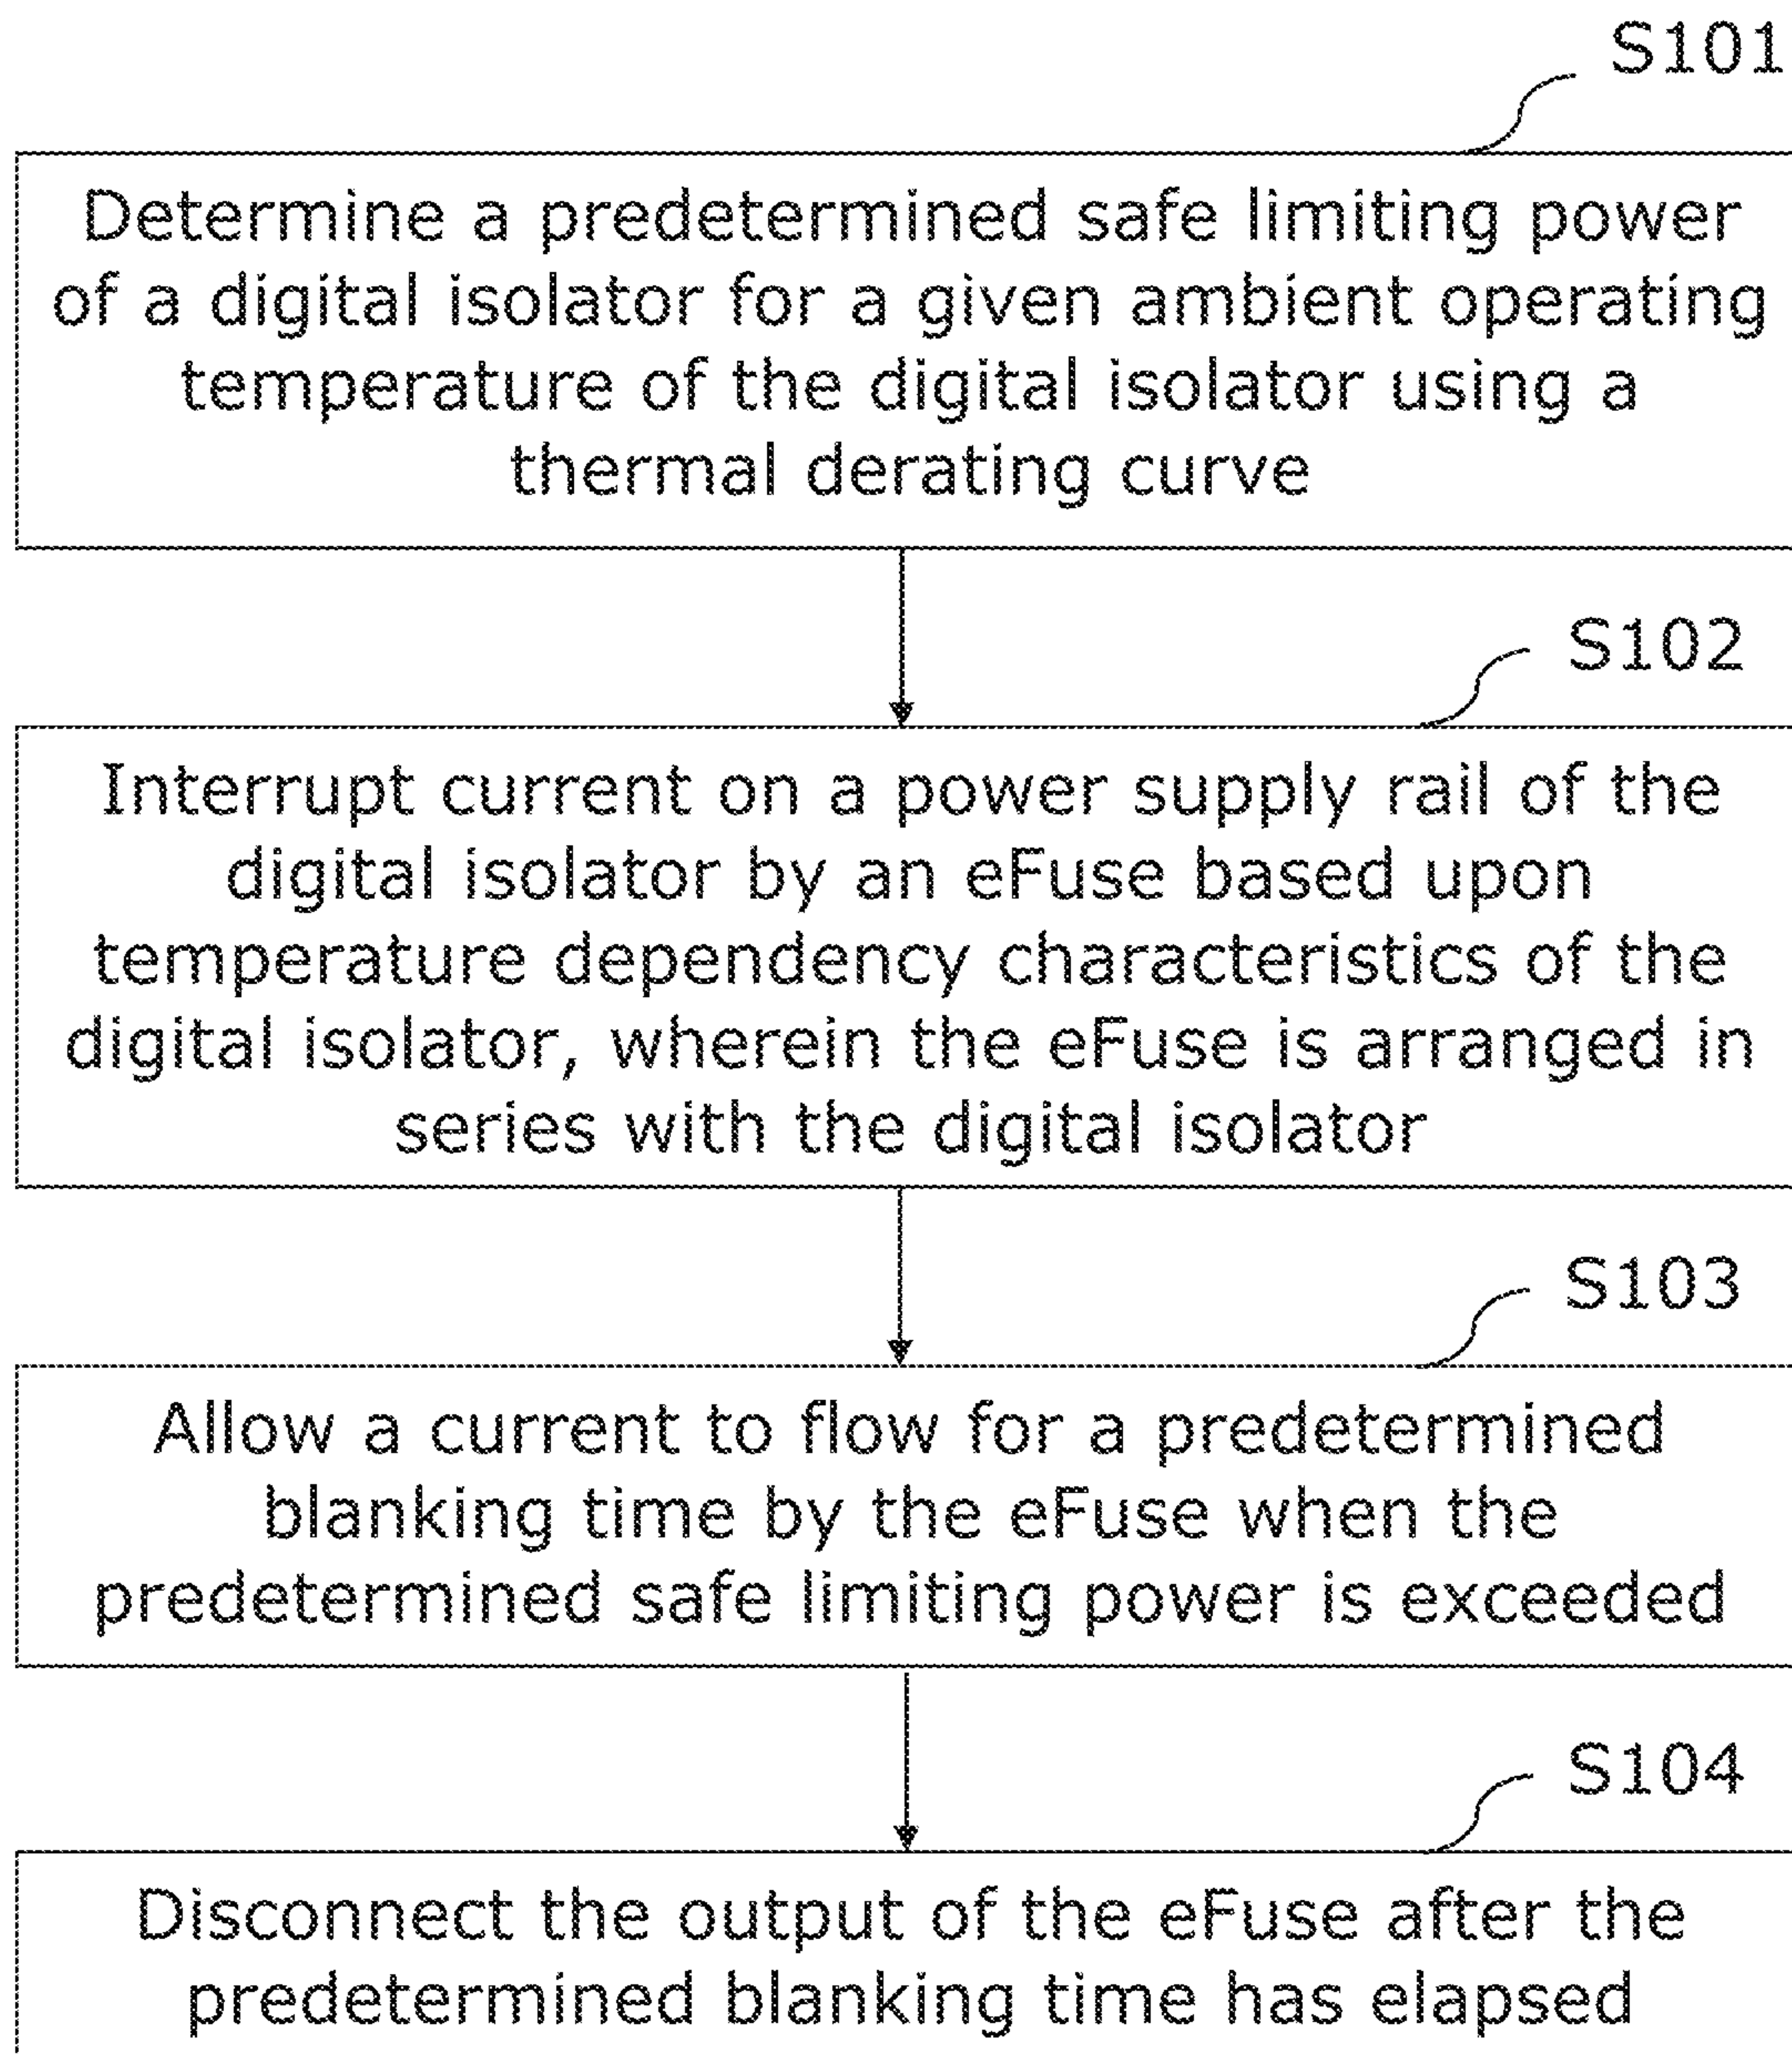 S101
Determine a predetermined safe limiting power
of a digital isolator for a given ambient operating
temperature of the digital isolator using a
thermal derating curve
S102
Interrupt current on a power supply rail of the
digital isolator by an eFuse based upon
temperature dependency characteristics of the
digital isolator, wherein the eFuse is arranged in
series with the digital isolator
S103
Allow a current to flow for a predetermined
blanking time by the eFuse when the
predetermined safe limiting power is exceeded
S104
Disconnect the output of the eFuse after the
predetermined blanking time has elapsed